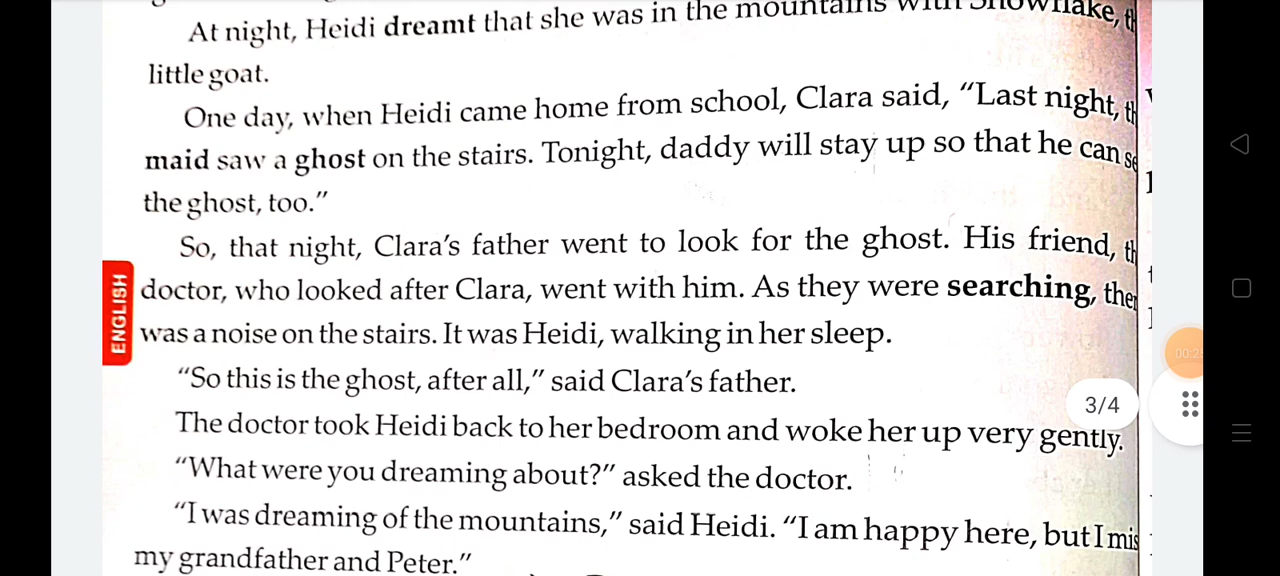 At night, Heidi dreamt that she was in the mountains with Snowflake,
little goat.
One day, when Heidi came home from school, Clara said, “Last night,
maid saw a ghost on the stairs. Tonight, daddy will stay up so that he can
the ghost, too.”
So, that night, Clara’s father went to look for the ghost. His friend,
doctor, who looked after Clara, went with him. As they were searching,
was a noise on the stairs. It was Heidi, walking in her sleep.
“So this is the ghost, after all,” said Clara’s father.
The doctor took Heidi back to her bedroom and woke her up very gently.
“What were you dreaming about?” asked the doctor.
“I was dreaming of the mountains,” said Heidi. “I am happy here, but I
my grandfather and Peter.”
ENGLISH
3/4